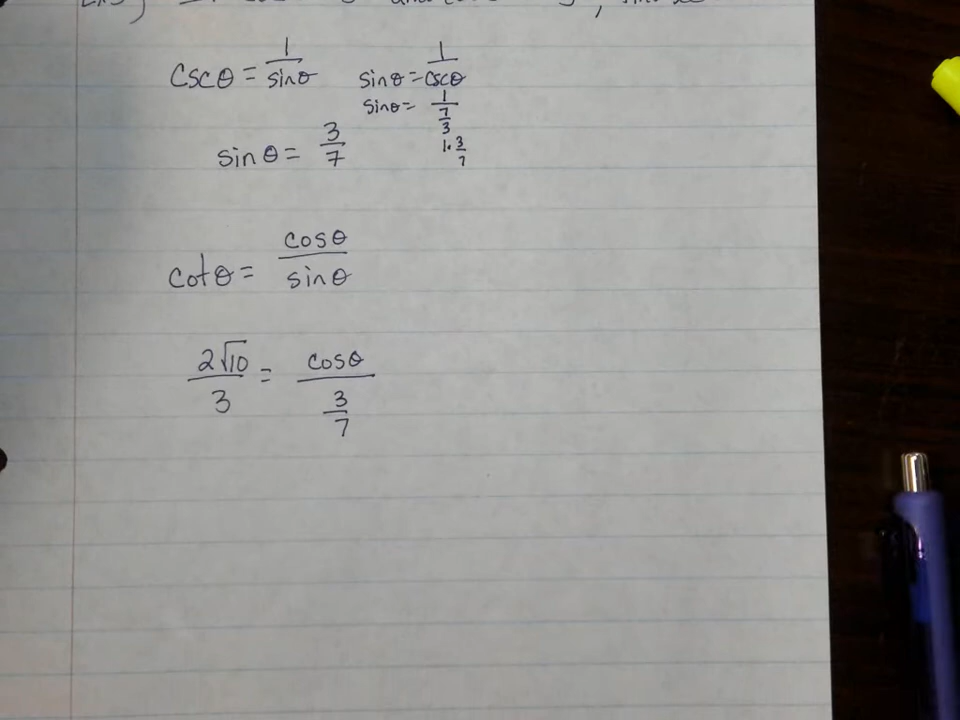 1
cscθ = sinθ
1
sinθ = cscθ
sinθ = 1
7
3
1 · 3
7
sinθ = 3
7
cotθ = cosθ
sinθ
2√10 = cosθ
3
3
7